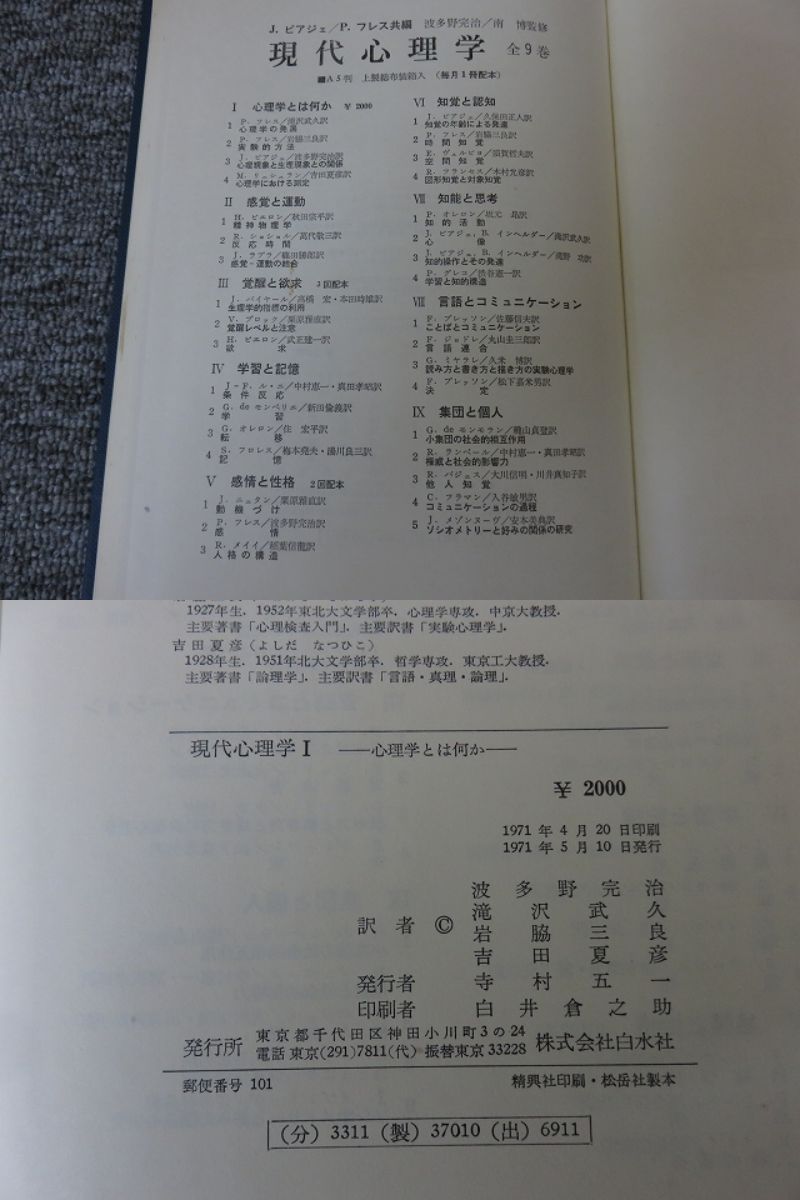 J. ピアジェ/P. フレス共編 波多野完治/南 博監修
現代心理学 全9巻
■A5判 上製総布装箱入 (毎月1冊配本)
I 心理学とは何か ¥2000
1 P. フレス/滝沢武久訳
心理学の発展
2 P. フレス/岩脇三良訳
実験的方法
3 J. ピアジェ/波多野完治訳
心理現象と生理現象との関係
4 M. リュシュラン/吉田夏彦訳
心理学における測定
II 感覚と運動
1 H. ピエロン/秋田宗平訳
精神物理学
2 R. ショショル/高代敬三訳
反応時間
3 J. ラプラ/篠田勝郎訳
感覚-運動の統合
III 覚醒と欲求 3回配本
1 J. パイヤール/高橋 宏・本田時雄訳
生理学的指標の利用
2 V. ブロック/栗原雅直訳
覚醒レベルと注意
3 H. ピエロン/武正建一訳
欲求
IV 学習と記憶
1 J-F. ル・ニ/中村恵一・真田孝昭訳
条件反応
2 G. de モンペリエ/新田倫義訳
学習
3 G. オレロン/住 宏平訳
転移
4 S. フロレス/梅本堯夫・湯川良三訳
記憶
V 感情と性格 2回配本
1 J. ニュタン/栗原雅直訳
動機づけ
2 P. フレス/波多野完治訳
感情
3 R. メイイ/稲葉信龍訳
人格の構造
VI 知覚と認知
1 J. ピアジェ/久保田正人訳
知覚の年齢による発達
2 P. フレス/岩脇三良訳
時間知覚
3 E. ヴュルピヨ/須賀哲夫訳
空間知覚
4 R. フランセス/木村允彦訳
図形知覚と対象知覚
VII 知能と思考
1 P. オレロン/坂元 昂訳
知的活動
2 J. ピアジェ, B. インヘルダー/滝沢武久訳
心像
3 J. ピアジェ, B. インヘルダー/滝野 功訳
知的操作とその発達
4 P. グレコ/渋谷憲一訳
学習と知的構造
VIII 言語とコミュニケーション
1 F. ブレッソン/佐藤信夫訳
ことばとコミュニケーション
2 F. ジョドレ/丸山圭三郎訳
言語連合
3 G. ミヤラレ/久米 博訳
読み方と書き方と描き方の実験心理学
4 F. ブレッソン/松下嘉米男訳
決定
IX 集団と個人
1 G. de モンモラン/横山貞登訳
小集団の社会的相互作用
2 R. ランベール/中村恵一・真田孝昭訳
権威と社会的影響力
3 R. パジェス/大川信明・川井真知子訳
他人知覚
4 C. フラマン/入谷敏男訳
コミュニケーションの過程
5 J. メゾンヌーヴ/安本美典訳
ソシオメトリーと好みの関係の研究
1927年生. 1952年東北大文学部卒. 心理学専攻. 中京大教授.
主要著書「心理検査入門」. 主要訳書「実験心理学」.
吉田夏彦(よしだ なつひこ)
1928年生. 1951年北大文学部卒. 哲学専攻. 東京工大教授.
主要著書「論理学」. 主要訳書「言語・真理・論理」.
現代心理学 I ──心理学とは何か──
¥ 2000
1971年4月20日印刷
1971年5月10日発行
訳者 © 波多野完治
滝沢武久
岩脇三良
吉田夏彦
発行者 寺村五一
印刷者 白井倉之助
発行所 東京都千代田区神田小川町3の24
電話東京(291)7811(代) 振替東京33228 株式会社白水社
郵便番号 101 精興社印刷・松岳社製本
(分) 3311 (製) 37010 (出) 6911